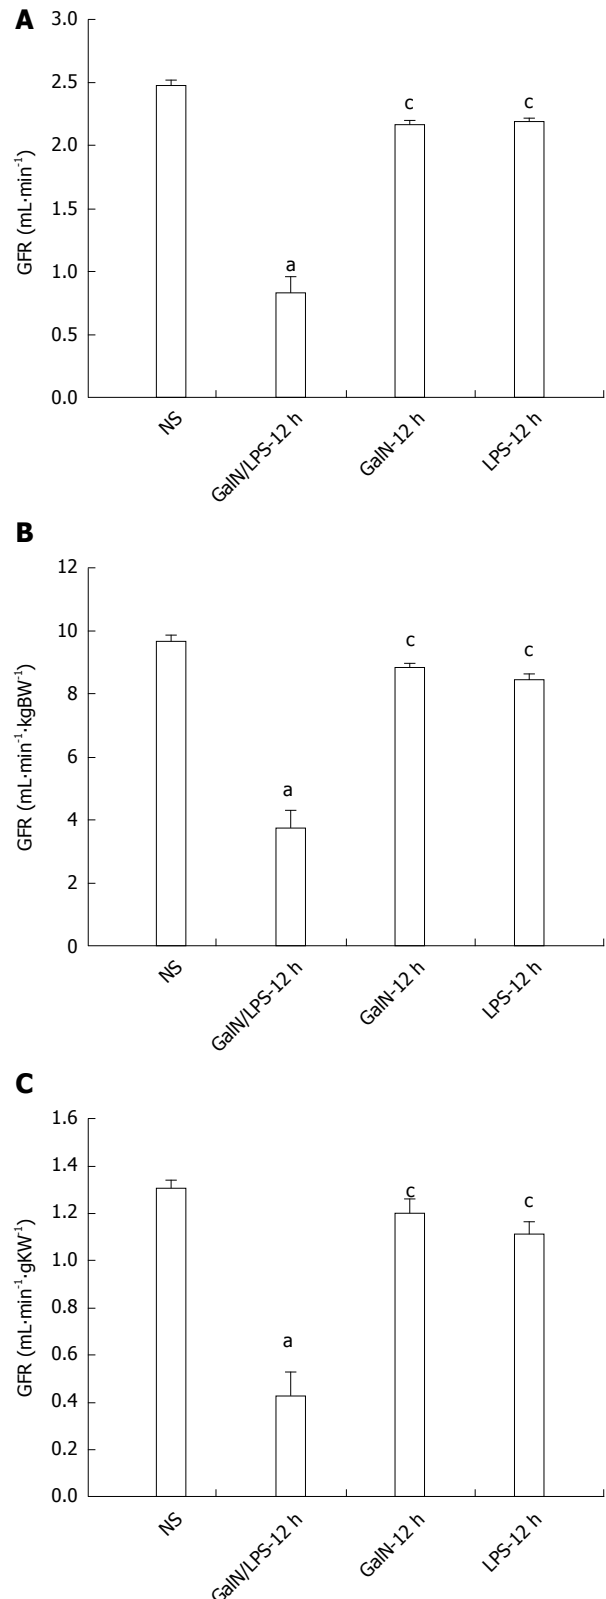 A
3.0
2.5
2.0
1.5
1.0
0.5
0.0
GFR (mL·min⁻¹)
a
c
c
NS
GalN/LPS-12 h
GalN-12 h
LPS-12 h
B
12
10
8
6
4
2
0
GFR (mL·min⁻¹·kgBW⁻¹)
a
c
c
NS
GalN/LPS-12 h
GalN-12 h
LPS-12 h
C
1.6
1.4
1.2
1.0
0.8
0.6
0.4
0.2
0.0
GFR (mL·min⁻¹·gKW⁻¹)
a
c
c
NS
GalN/LPS-12 h
GalN-12 h
LPS-12 h